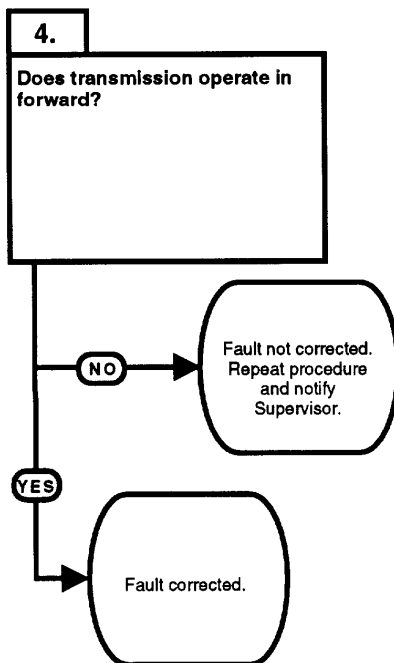 4.
Does transmission operate in
forward?
NO
Fault not corrected.
Repeat procedure
and notify
Supervisor.
YES
Fault corrected.